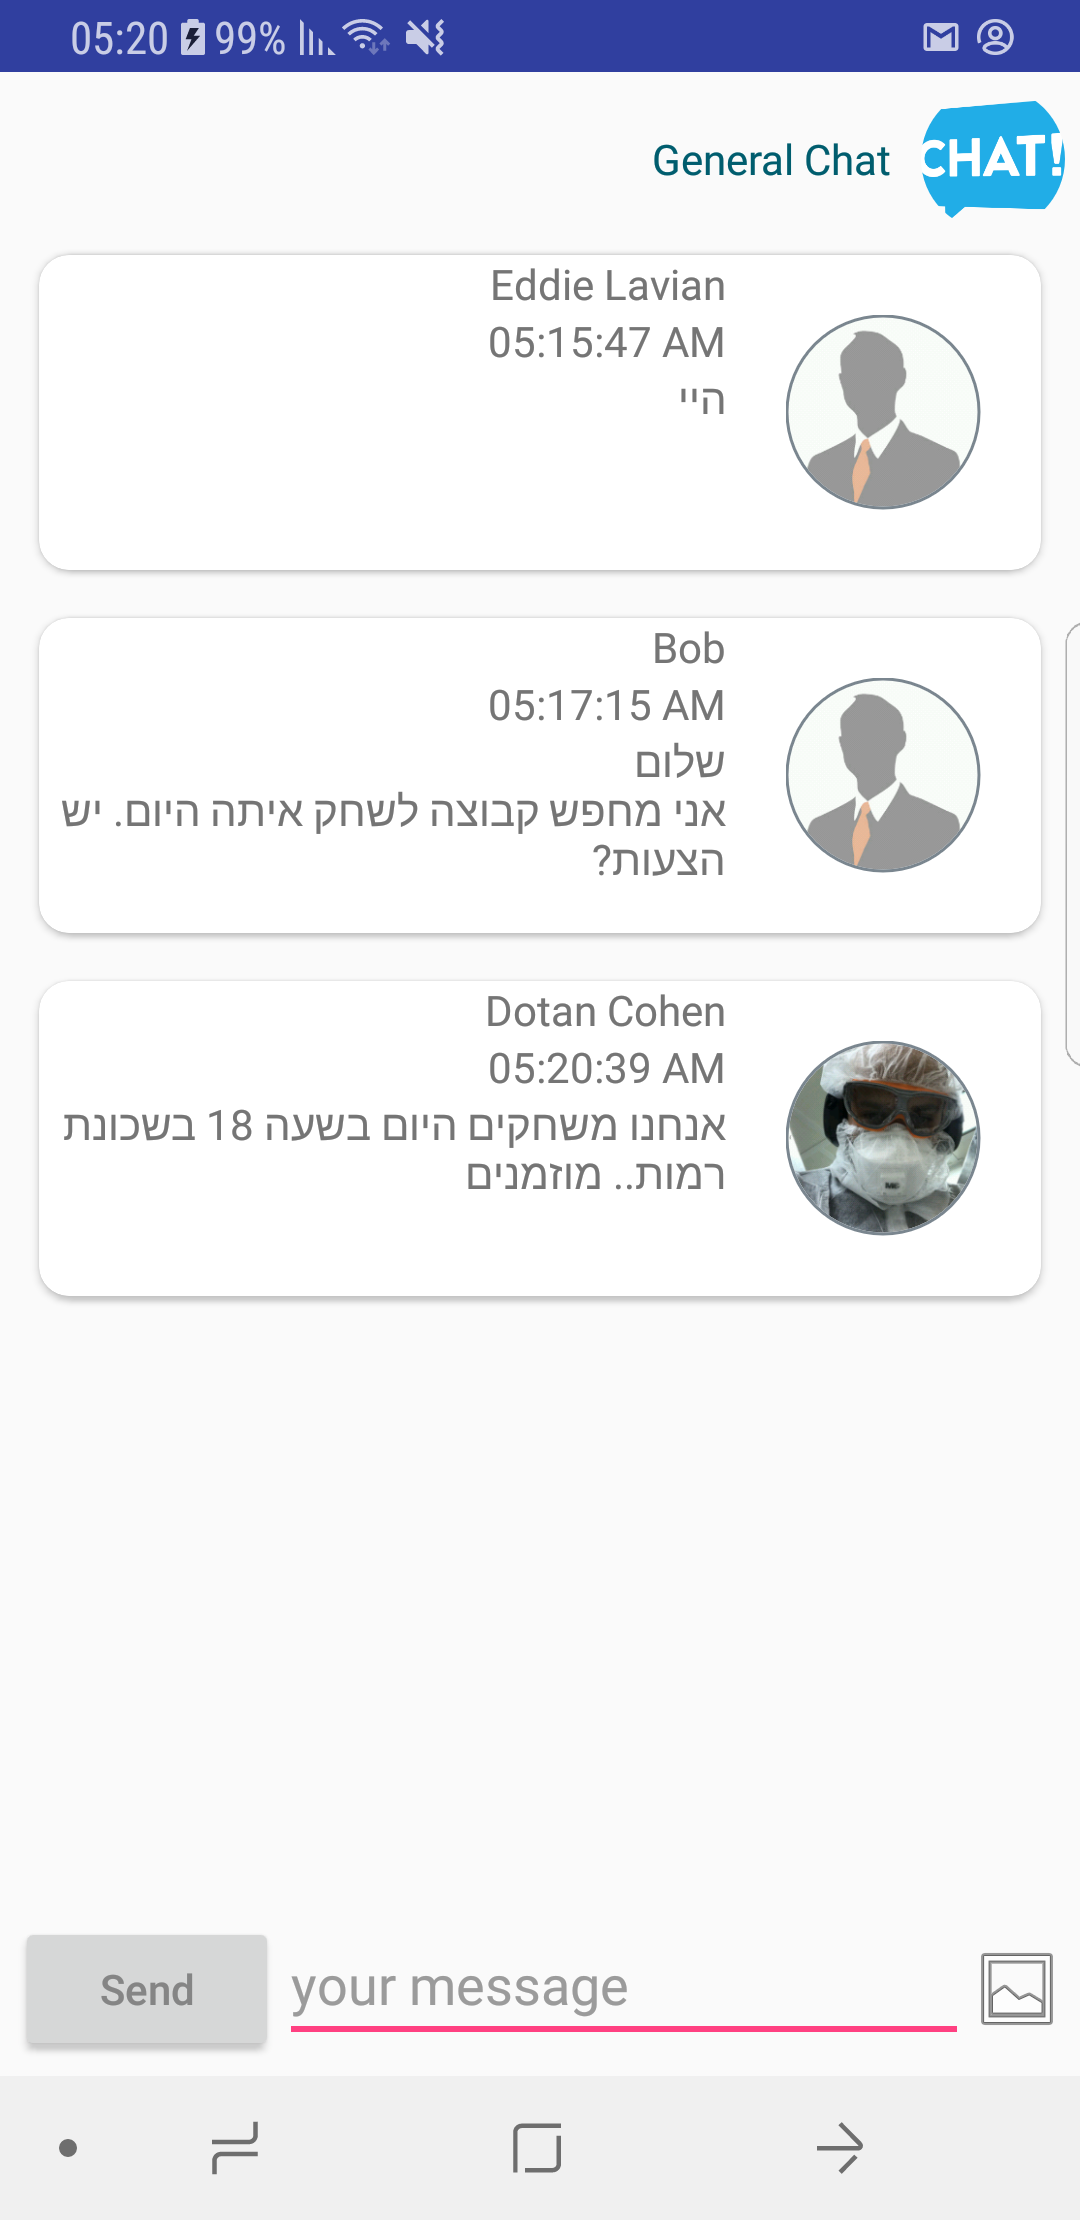 05:20 99%
General Chat
CHAT!
Eddie Lavian
05:15:47 AM
היי
Bob
05:17:15 AM
שלום
אני מחפש קבוצה לשחק איתה היום. יש
הצעות?
Dotan Cohen
05:20:39 AM
אנחנו משחקים היום בשעה 18 בשכונת
רמות.. מוזמנים
Send
your message